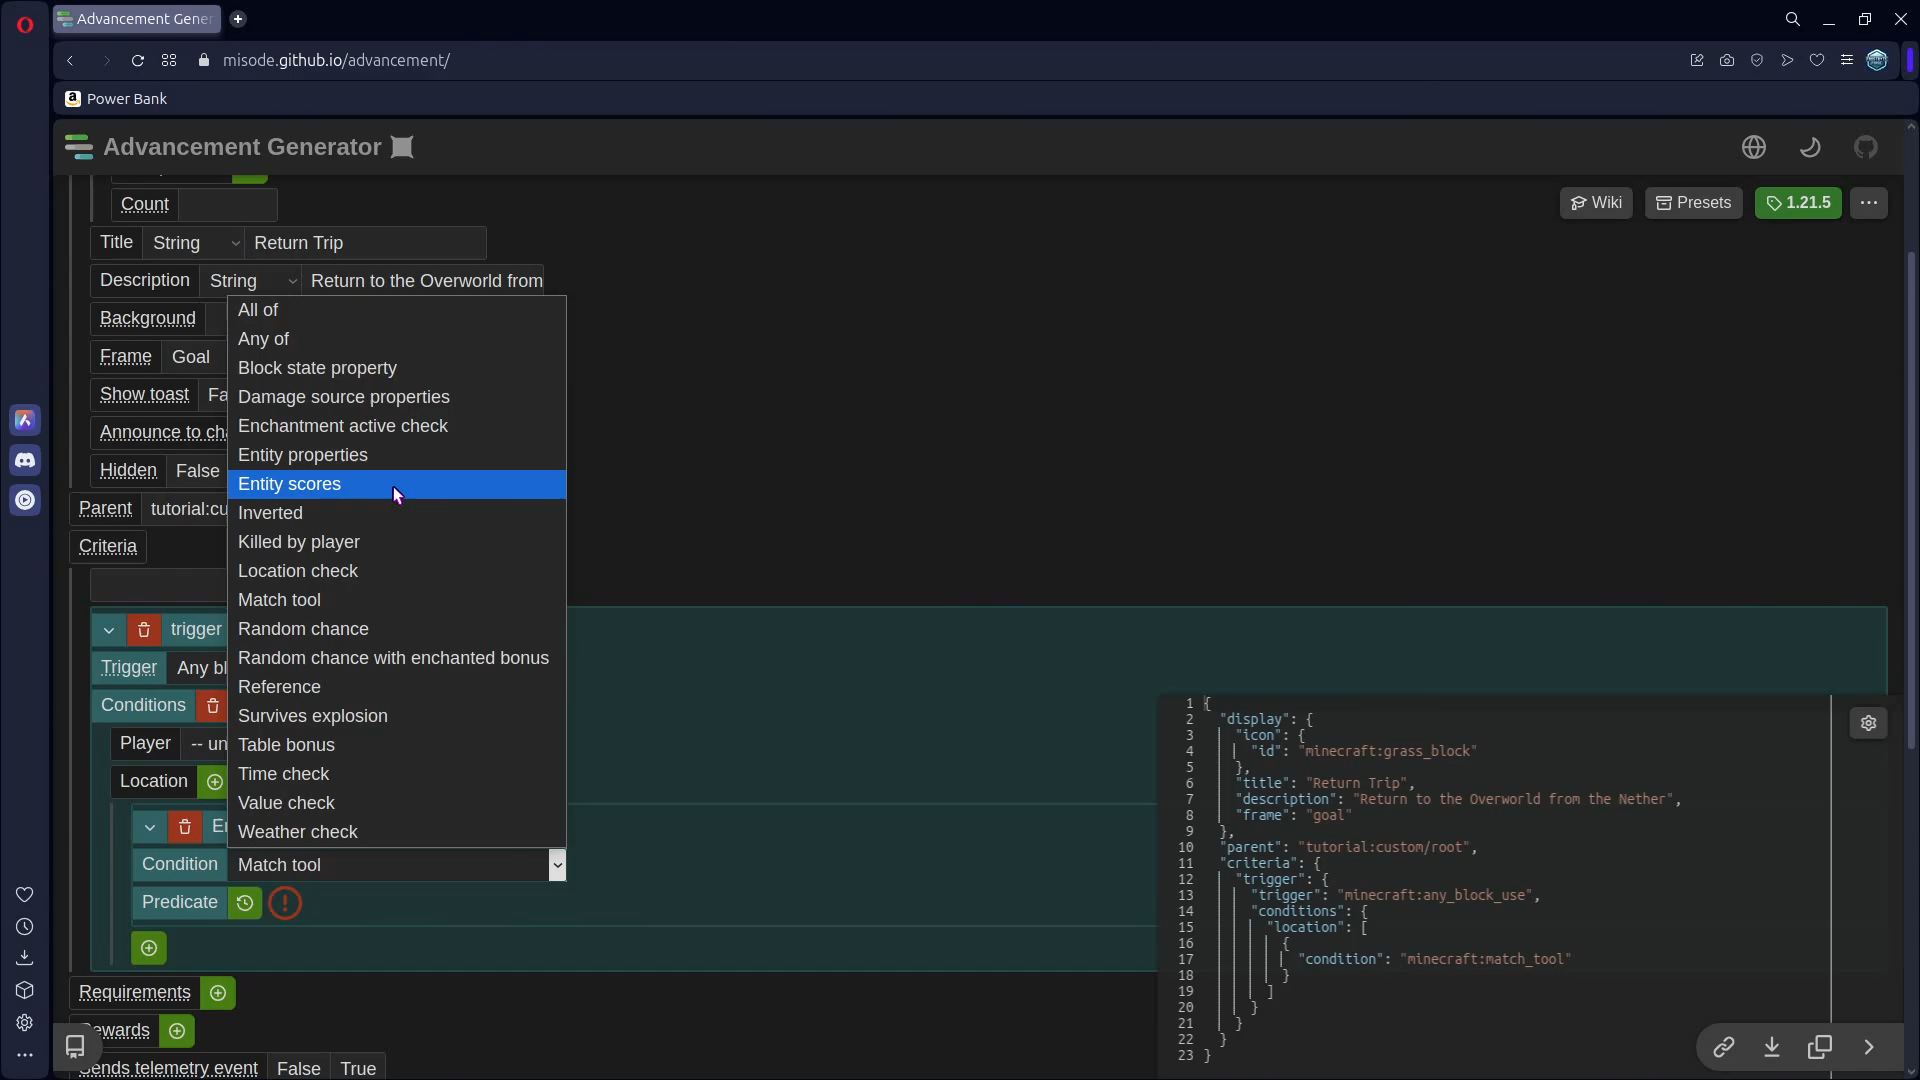 Advancement Gener
misode.github.io/advancement/
Power Bank
Advancement Generator
Count
Wiki
Presets
1.21.5
Title
String
Return Trip
Description
String
Return to the Overworld from
Background
Frame
Goal
Show toast
Fa
Announce to cha
Hidden
False
Parent
tutorial:cu
Criteria
All of
Any of
Block state property
Damage source properties
Enchantment active check
Entity properties
Entity scores
Inverted
Killed by player
Location check
Match tool
Random chance
Random chance with enchanted bonus
Reference
Survives explosion
Table bonus
Time check
Value check
Weather check
trigger
Trigger
Any bl
Conditions
Player
-- un
Location
Condition
Match tool
Predicate
Requirements
Rewards
Sends telemetry event
False
True
1 {
2 "display": {
3 "icon": {
4 "id": "minecraft:grass_block"
5 },
6 "title": "Return Trip",
7 "description": "Return to the Overworld from the Nether",
8 "frame": "goal"
9 },
10 "parent": "tutorial:custom/root",
11 "criteria": {
12 "trigger": {
13 "trigger": "minecraft:any_block_use",
14 "conditions": {
15 "location": [
16 {
17 "condition": "minecraft:match_tool"
18 }
19 ]
20 }
21 }
22 }
23 }